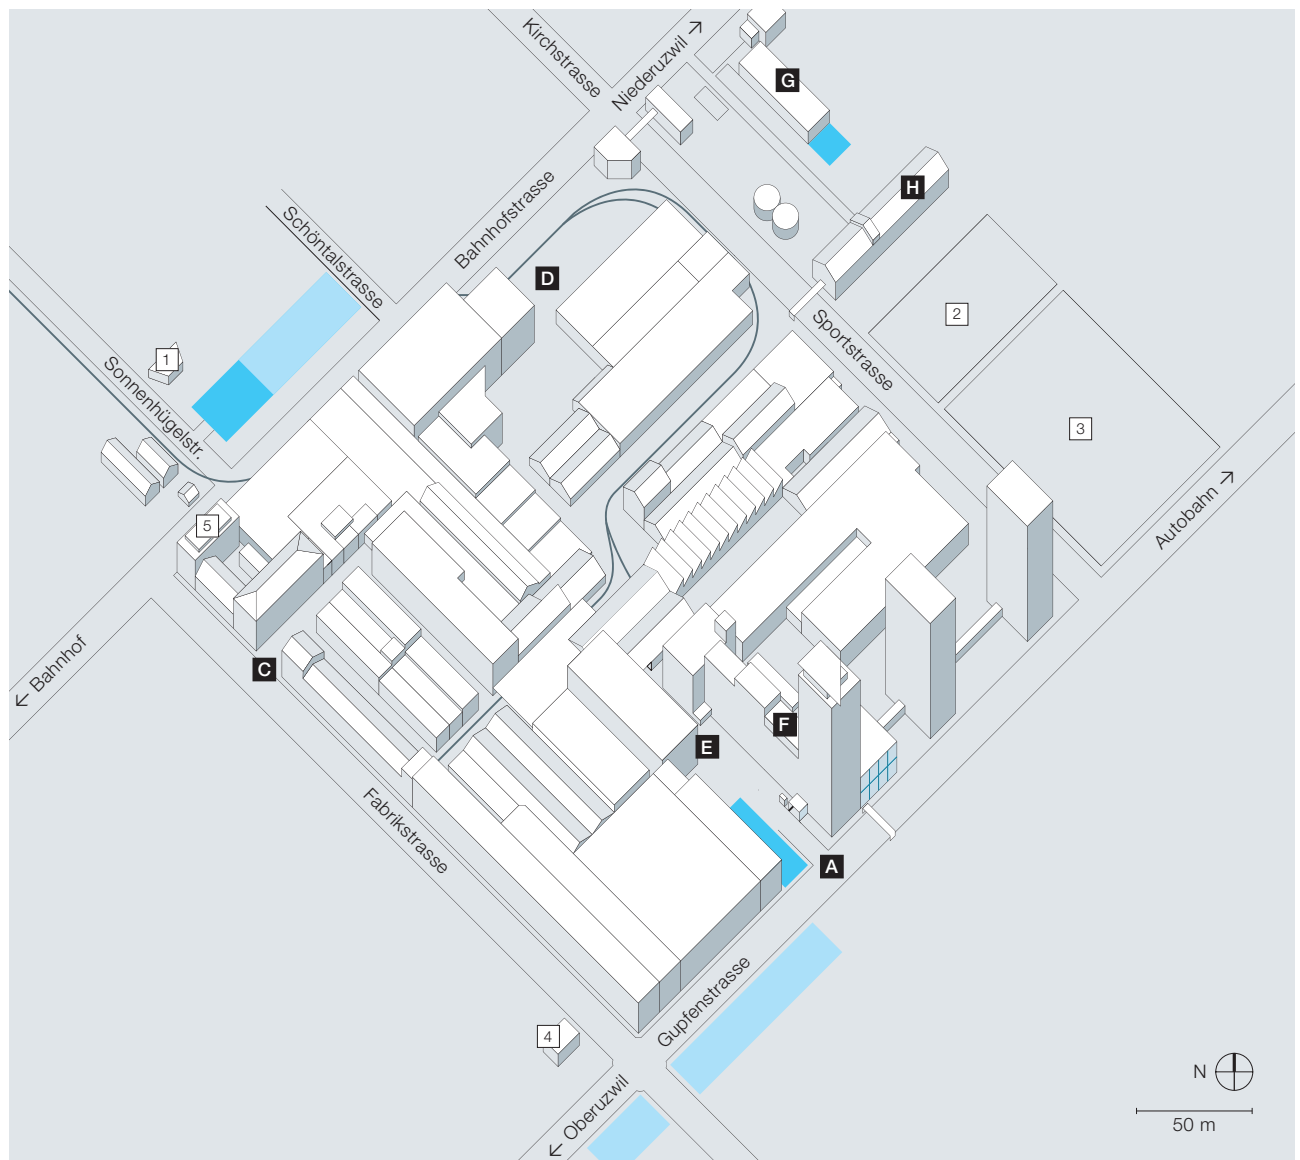 Kirchstrasse
Niederuzwil
G
H
Schöntalstrasse
Bahnhofstrasse
D
2
Sportstrasse
1
Sonnenhügelstr.
3
Autobahn
5
Bahnhof
C
F
E
Fabrikstrasse
A
Gupfenstrasse
4
Oberuzwil
N
50 m